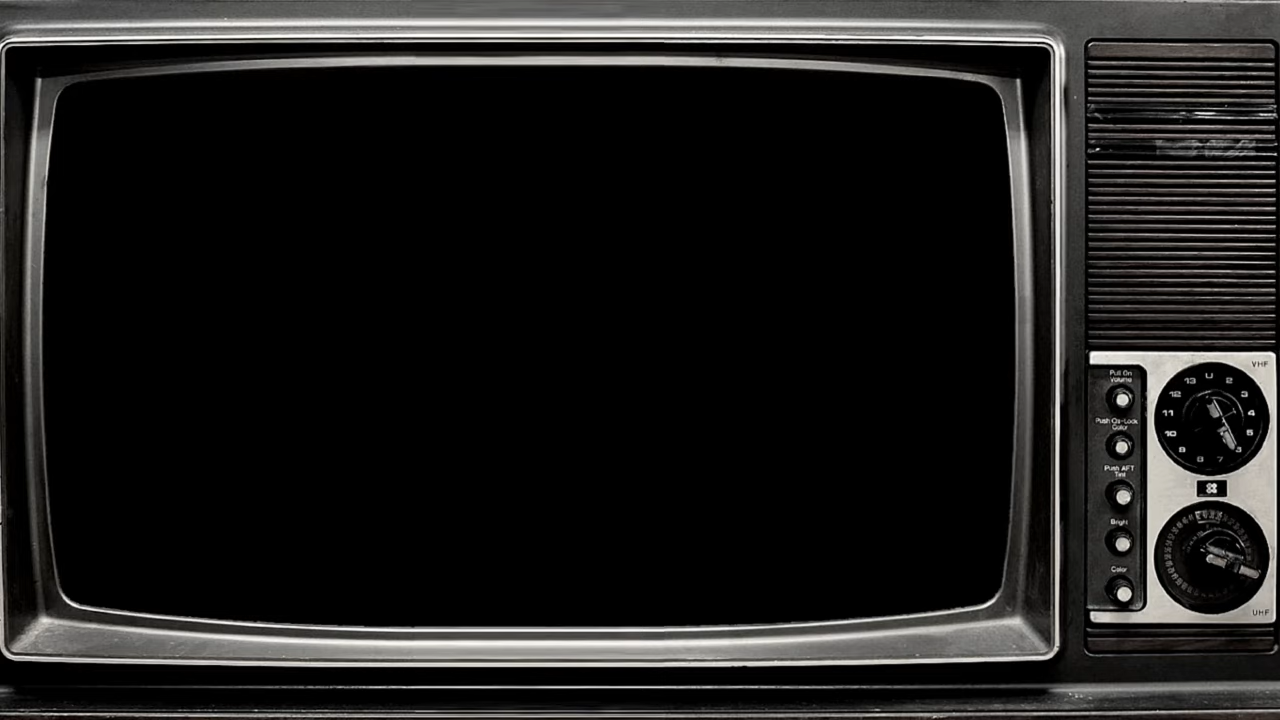 VHF
Pull On
Volume
Push On-Lock
Color
Push AFT
Tint
Bright
Color
U
2
3
4
5
7
8
9
10
11
12
13
UHF